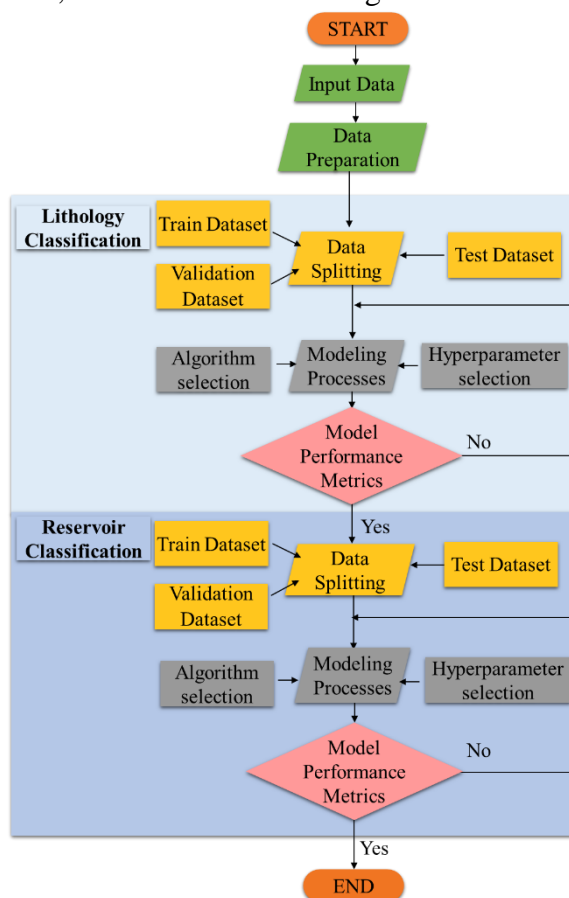 START
Input Data
Data
Preparation
Lithology
Classification
Train Dataset
Validation
Dataset
Data
Splitting
Test Dataset
Algorithm
selection
Modeling
Processes
Hyperparameter
selection
Model
Performance
Metrics
No
Yes
Reservoir
Classification
Train Dataset
Validation
Dataset
Data
Splitting
Test Dataset
Algorithm
selection
Modeling
Processes
Hyperparameter
selection
Model
Performance
Metrics
No
Yes
END